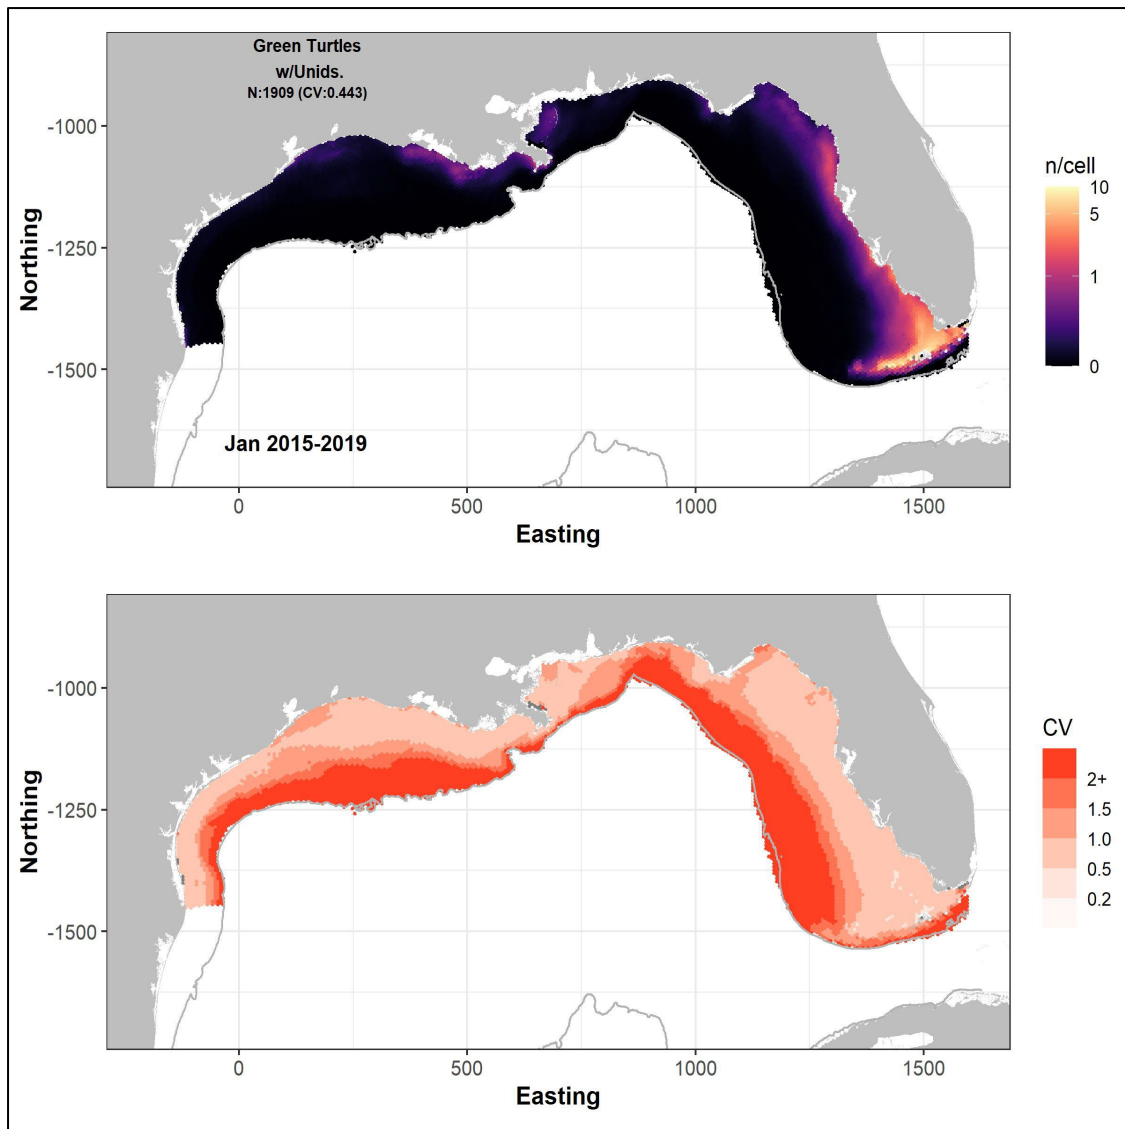 Green Turtles
w/Unids.
N:1909 (CV:0.443)
-1000
-1250
-1500
Northing
Jan 2015-2019
0
500
1000
1500
Easting
n/cell
10
5
1
0
-1000
-1250
-1500
Northing
0
500
1000
1500
Easting
CV
2+
1.5
1.0
0.5
0.2